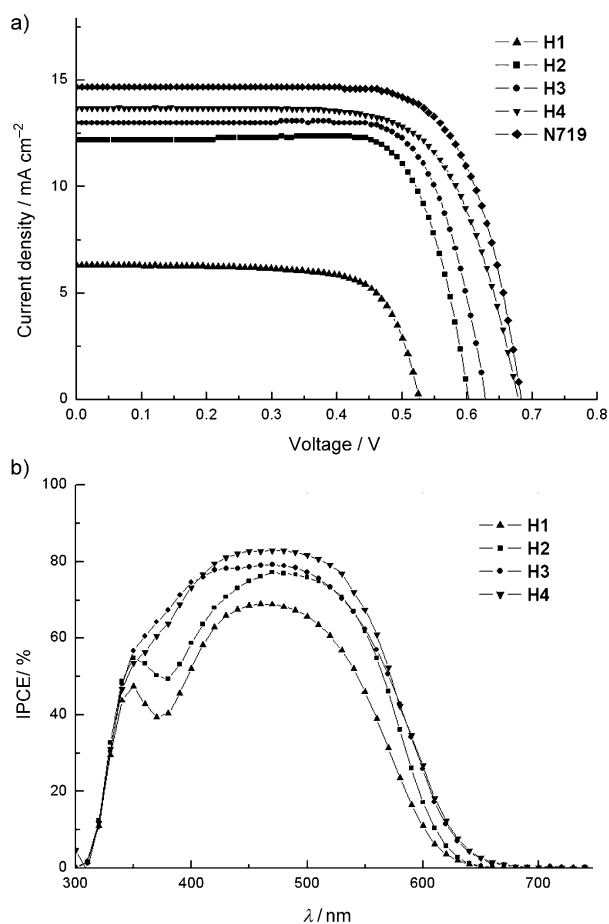 a)
H1
H2
H3
H4
N719
15
10
5
0
Current density / mA cm⁻²
0.0 0.1 0.2 0.3 0.4 0.5 0.6 0.7 0.8
Voltage / V
b)
100
80
60
40
20
0
IPCE/ %
H1
H2
H3
H4
300 400 500 600 700
λ / nm